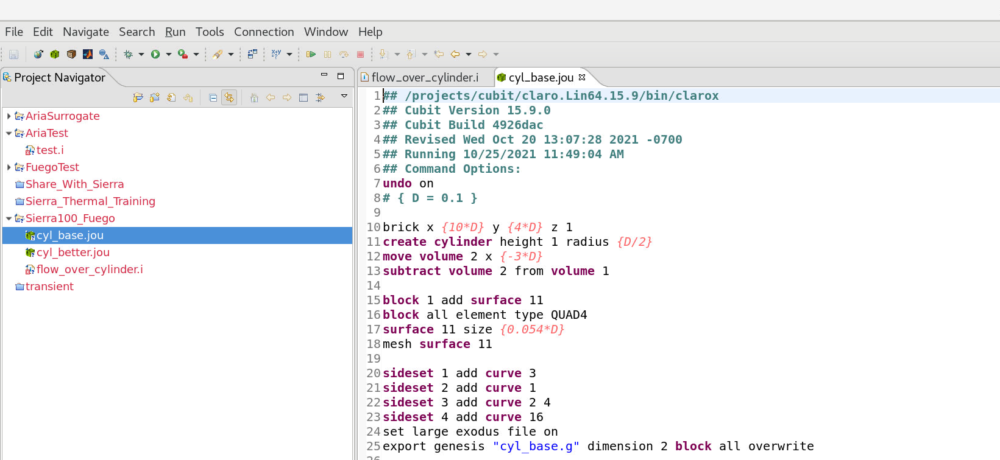 File Edit Navigate Search Run Tools Connection Window Help
Project Navigator
AriaSurrogate
AriaTest
test.i
FuegoTest
Share_With_Sierra
Sierra_Thermal_Training
Sierra100_Fuego
cyl_base.jou
cyl_better.jou
flow_over_cylinder.i
transient
flow_over_cylinder.i cyl_base.jou
1 ## /projects/cubit/claro.Lin64.15.9/bin/clarox
2 ## Cubit Version 15.9.0
3 ## Cubit Build 4926dac
4 ## Revised Wed Oct 20 13:07:28 2021 -0700
5 ## Running 10/25/2021 11:49:04 AM
6 ## Command Options:
7 undo on
8 # { D = 0.1 }
9
10 brick x {10*D} y {4*D} z 1
11 create cylinder height 1 radius {D/2}
12 move volume 2 x {-3*D}
13 subtract volume 2 from volume 1
14
15 block 1 add surface 11
16 block all element type QUAD4
17 surface 11 size {0.054*D}
18 mesh surface 11
19
20 sideset 1 add curve 3
21 sideset 2 add curve 1
22 sideset 3 add curve 2 4
23 sideset 4 add curve 16
24 set large exodus file on
25 export genesis "cyl_base.g" dimension 2 block all overwrite
26